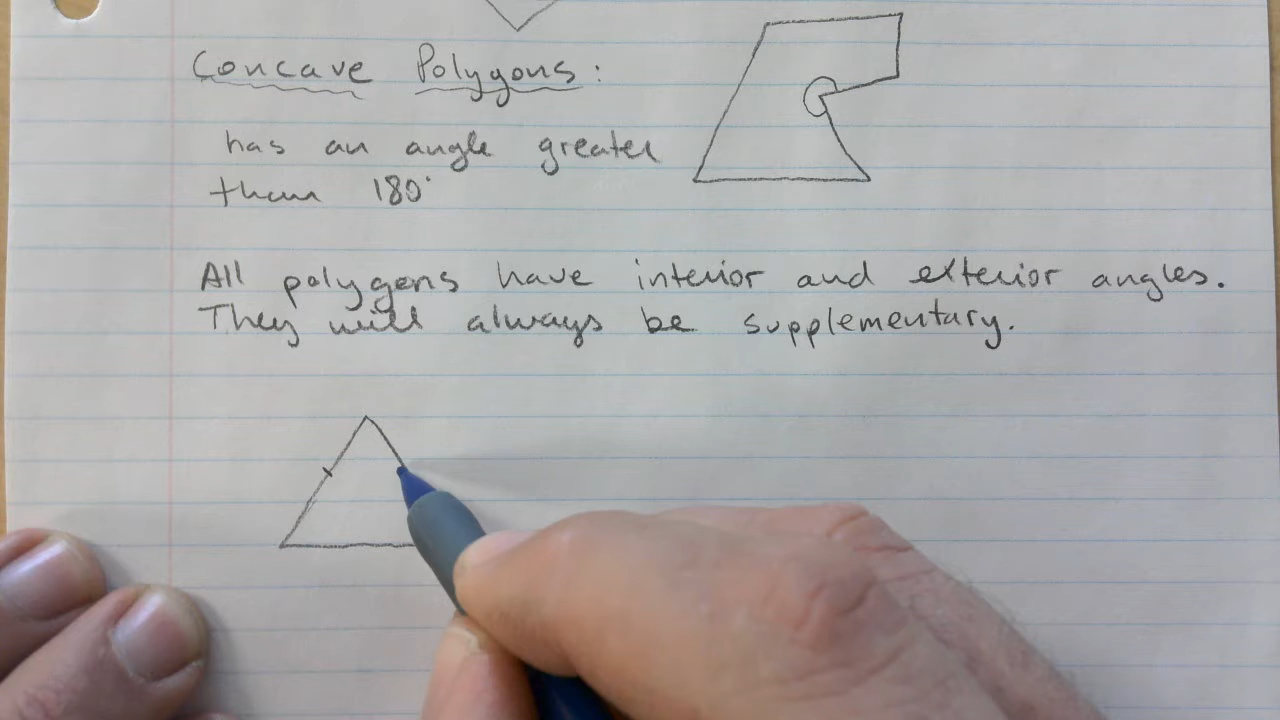 Concave Polygons:
has an angle greater
than 180°
All polygons have interior and exterior angles.
They will always be supplementary.